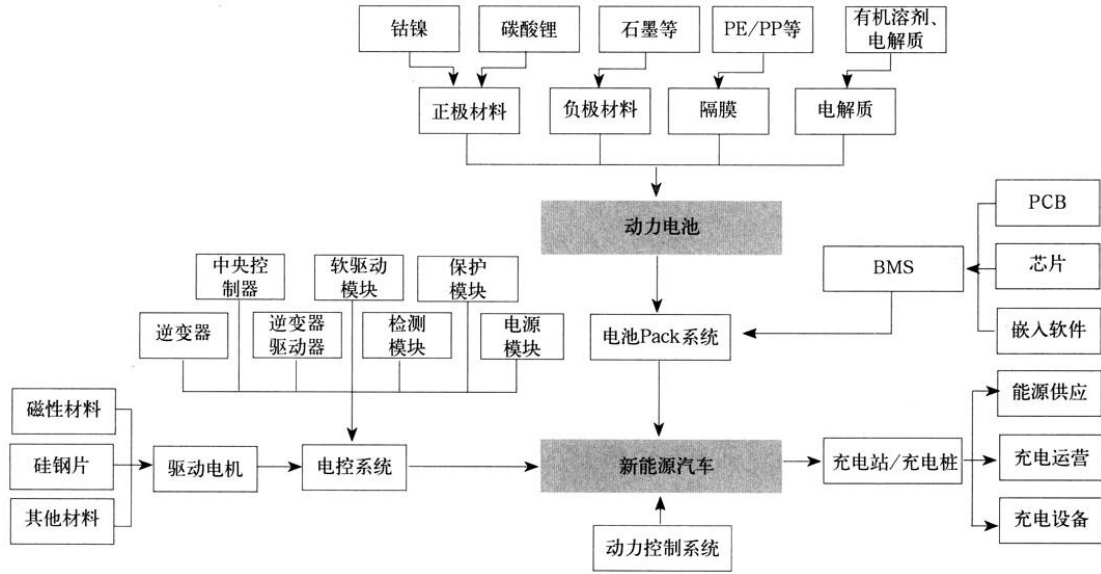 钴镍
碳酸锂
石墨等
PE/PP等
有机溶剂、
电解质
正极材料
负极材料
隔膜
电解质
动力电池
PCB
BMS
芯片
嵌入软件
中央控
制器
软驱动
模块
保护
模块
逆变器
逆变器
驱动器
检测
模块
电源
模块
电池Pack系统
磁性材料
硅钢片
其他材料
驱动电机
电控系统
新能源汽车
充电站/充电桩
能源供应
充电运营
充电设备
动力控制系统